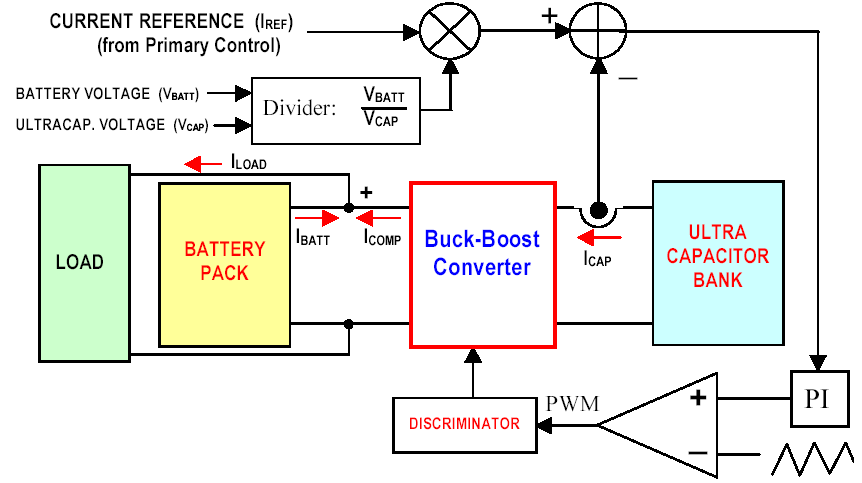 CURRENT REFERENCE (IREF)
(from Primary Control)
+
−
BATTERY VOLTAGE (VBATT)
ULTRACAP. VOLTAGE (VCAP)
Divider: VBATT
VCAP
ILOAD
+
LOAD
BATTERY
PACK
IBATT
ICOMP
Buck-Boost
Converter
ICAP
ULTRA
CAPACITOR
BANK
DISCRIMINATOR
PWM
+
−
PI